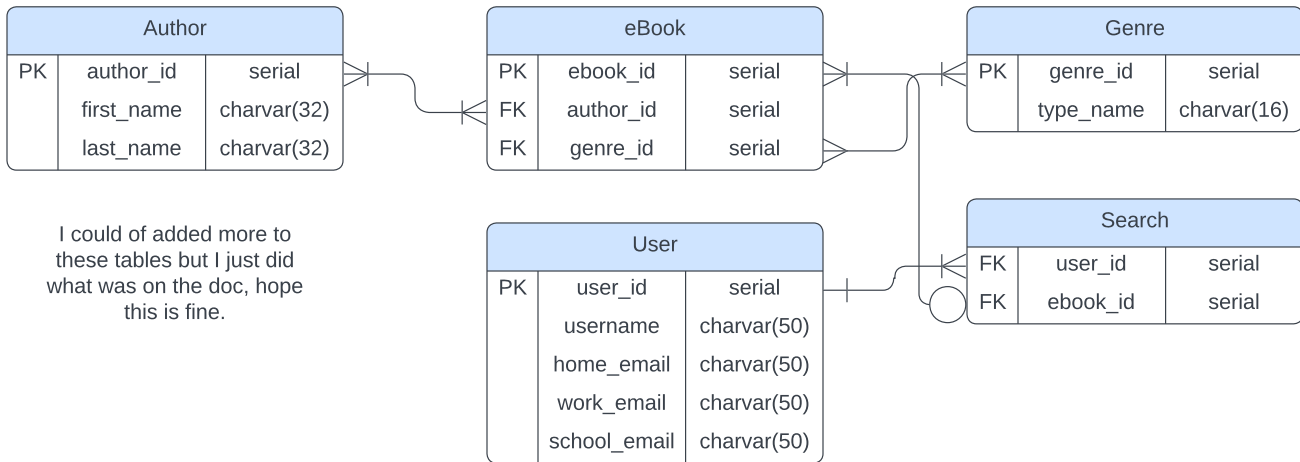 Author
PK author_id serial
first_name charvar(32)
last_name charvar(32)
eBook
PK ebook_id serial
FK author_id serial
FK genre_id serial
Genre
PK genre_id serial
type_name charvar(16)
I could of added more to
these tables but I just did
what was on the doc, hope
this is fine.
User
PK user_id serial
username charvar(50)
home_email charvar(50)
work_email charvar(50)
school_email charvar(50)
Search
FK user_id serial
FK ebook_id serial